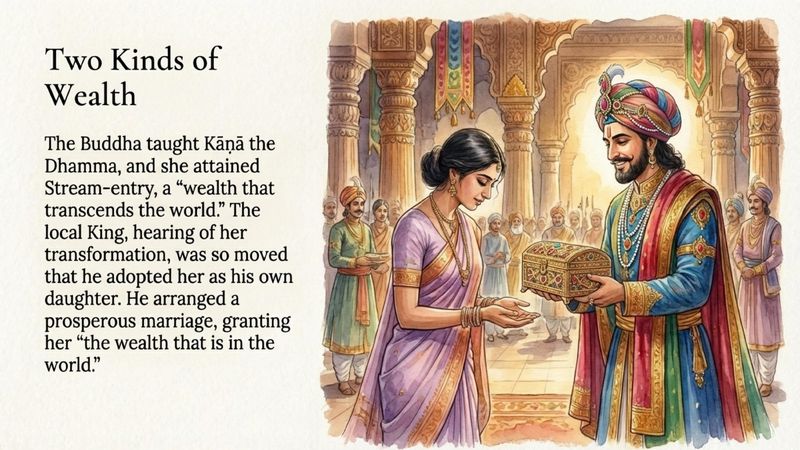 Two Kinds of
Wealth
The Buddha taught Kāṇā the
Dhamma, and she attained
Stream-entry, a “wealth that
transcends the world.” The
local King, hearing of her
transformation, was so moved
that he adopted her as his own
daughter. He arranged a
prosperous marriage, granting
her “the wealth that is in the
world.”